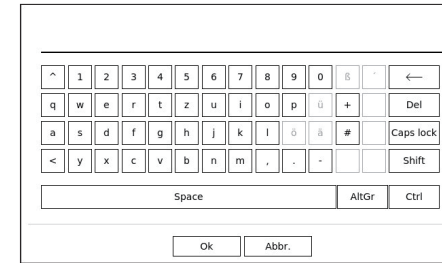 ^ 1 2 3 4 5 6 7 8 9 0 ß ´ ←
q w e r t z u i o p ü + Del
a s d f g h j k l ö ä # Caps lock
< y x c v b n m , . - Shift
Space AltGr Ctrl
Ok Abbr.